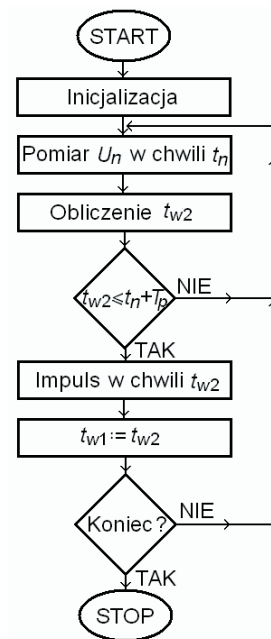 START
Inicjalizacja
Pomiar Un w chwili tn
Obliczenie tw2
tw2⩽tn+Tp
NIE
TAK
Impuls w chwili tw2
tw1:=tw2
Koniec?
NIE
TAK
STOP